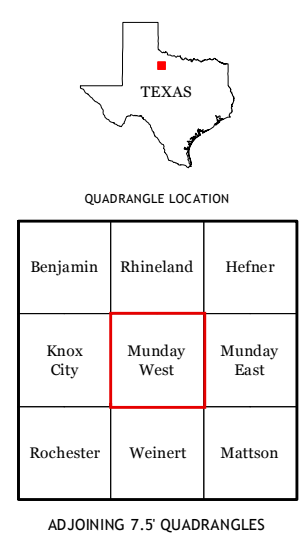 TEXAS
QUADRANGLE LOCATION
Benjamin Rhineland Hefner
Knox Munday Munday
City West East
Rochester Weinert Mattson
ADJOINING 7.5' QUADRANGLES